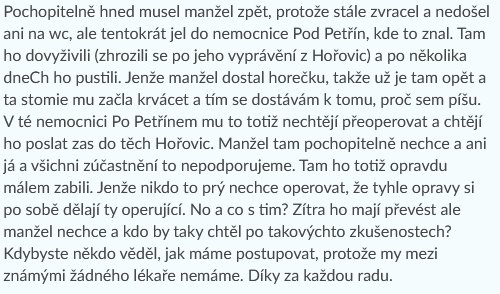 Pochopitelně hned musel manžel zpět, protože stále zvracel a nedošel
ani na wc, ale tentokrát jel do nemocnice Pod Petřín, kde to znal. Tam
ho dovyživili (zhrozili se po jeho vyprávění z Hořovic) a po několika
dneCh ho pustili. Jenže manžel dostal horečku, takže už je tam opět a
ta stomie mu začla krvácet a tím se dostávám k tomu, proč sem píšu.
V té nemocnici Po Petřínem mu to totiž nechtějí přeoperovat a chtějí
ho poslat zas do těch Hořovic. Manžel tam pochopitelně nechce a ani
já a všichni zúčastnění to nepodporujeme. Tam ho totiž opravdu
málem zabili. Jenže nikdo to prý nechce operovat, že tyhle opravy si
po sobě dělají ty operující. No a co s tim? Zítra ho mají převést ale
manžel nechce a kdo by taky chtěl po takovýchto zkušenostech?
Kdybyste někdo věděl, jak máme postupovat, protože my mezi
známými žádného lékaře nemáme. Díky za každou radu.